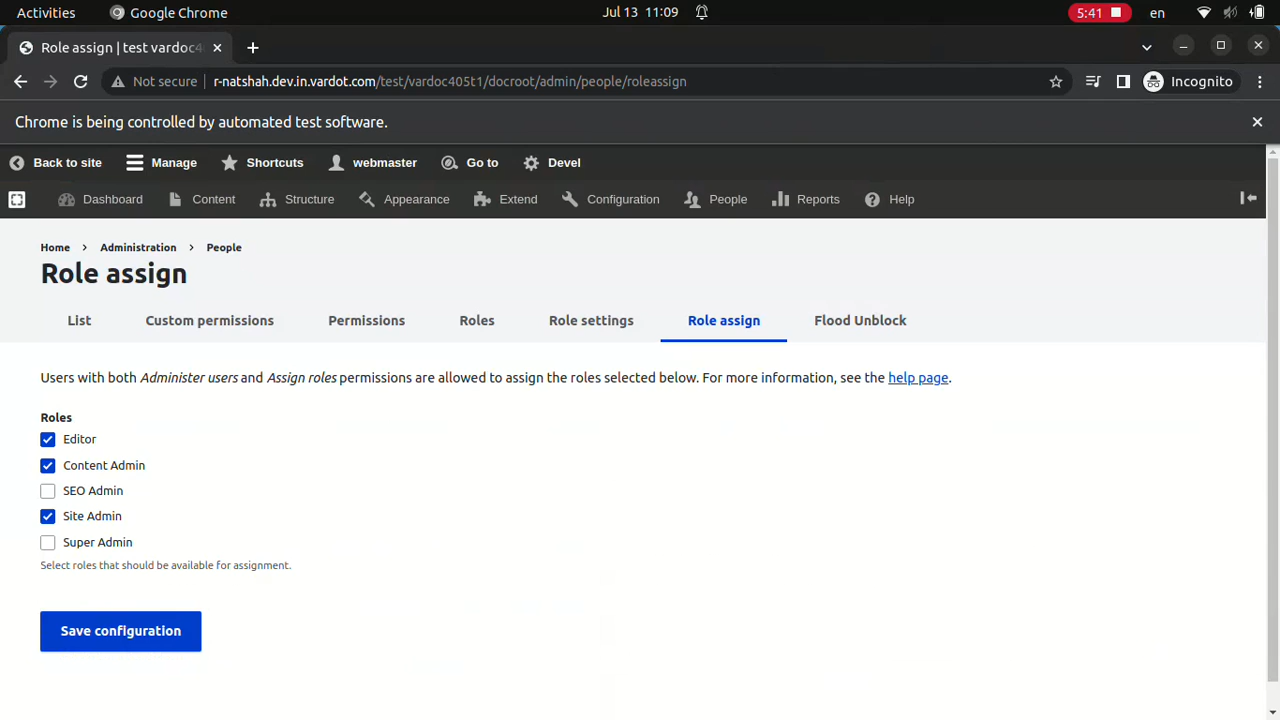 Activities Google Chrome Jul 13 11:09 5:41 en
Role assign | test vardoc4
Not secure r-natshah.dev.in.vardot.com/test/vardoc405t1/docroot/admin/people/roleassign Incognito
Chrome is being controlled by automated test software.
Back to site Manage Shortcuts webmaster Go to Devel
Dashboard Content Structure Appearance Extend Configuration People Reports Help
Home Administration People
Role assign
List Custom permissions Permissions Roles Role settings Role assign Flood Unblock
Users with both Administer users and Assign roles permissions are allowed to assign the roles selected below. For more information, see the help page.
Roles
Editor
Content Admin
SEO Admin
Site Admin
Super Admin
Select roles that should be available for assignment.
Save configuration